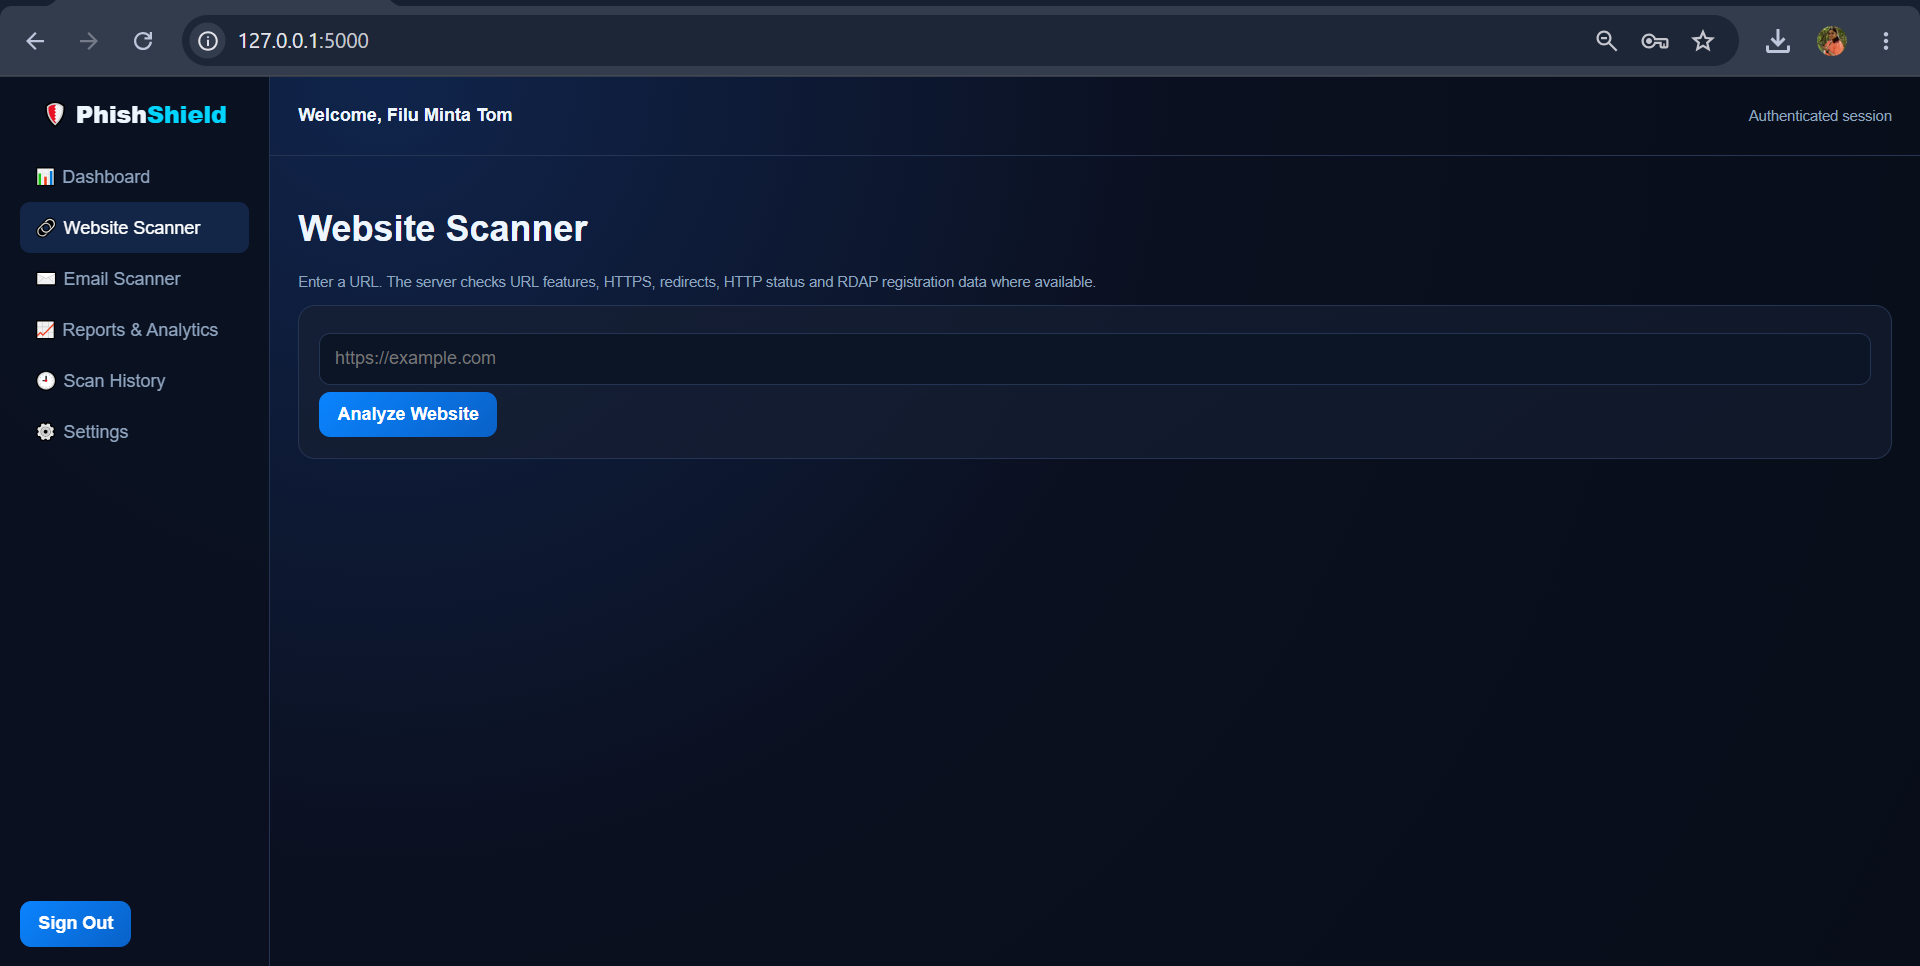 127.0.0.1:5000
PhishShield
Welcome, Filu Minta Tom
Authenticated session
Dashboard
Website Scanner
Email Scanner
Reports & Analytics
Scan History
Settings
Sign Out
Website Scanner
Enter a URL. The server checks URL features, HTTPS, redirects, HTTP status and RDAP registration data where available.
https://example.com
Analyze Website